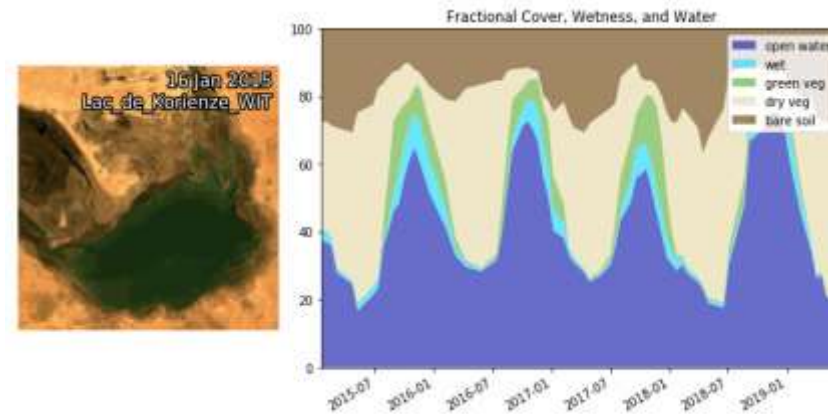 16 Jan 2015
Lac_de_Korienze_WIT
Fractional Cover, Wetness, and Water
100
80
60
40
20
0
open water
wet
green veg
dry veg
bare soil
2015-07
2016-01
2016-07
2017-01
2017-07
2018-01
2018-07
2019-01